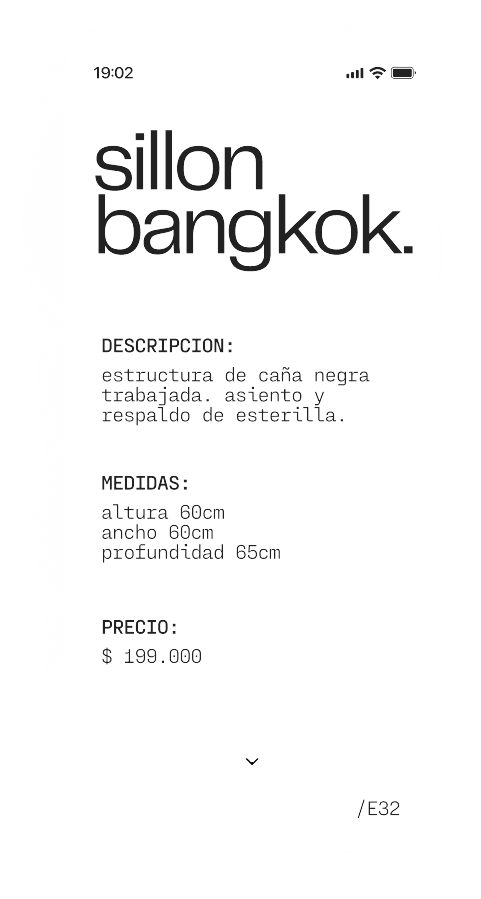 19:02
sillon
bangkok.
DESCRIPCION:
estructura de caña negra
trabajada. asiento y
respaldo de esterilla.
MEDIDAS:
altura 60cm
ancho 60cm
profundidad 65cm
PRECIO:
$ 199.000
/E32